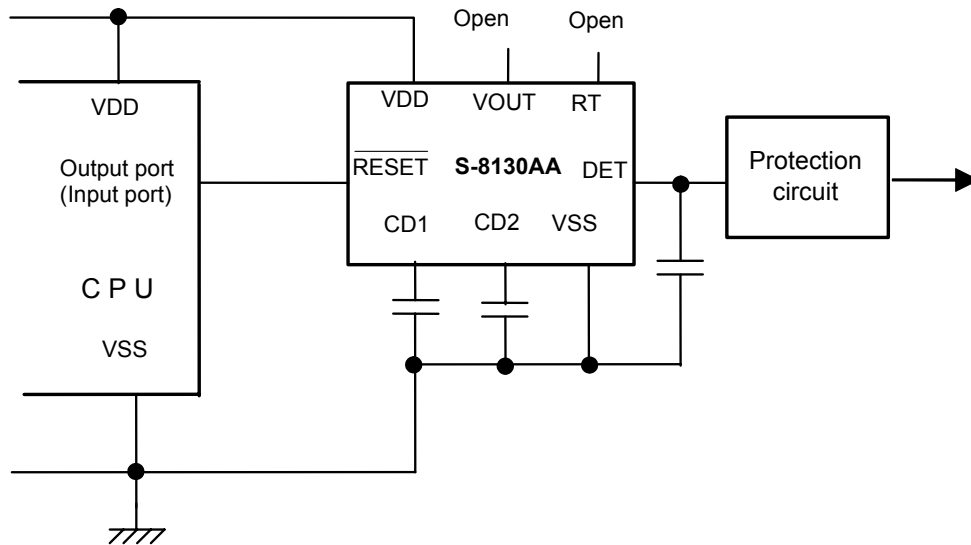 Open
Open
VDD
VDD
VOUT
RT
Output port
(Input port)
RESET
S-8130AA
DET
Protection
circuit
CD1
CD2
VSS
C P U
VSS